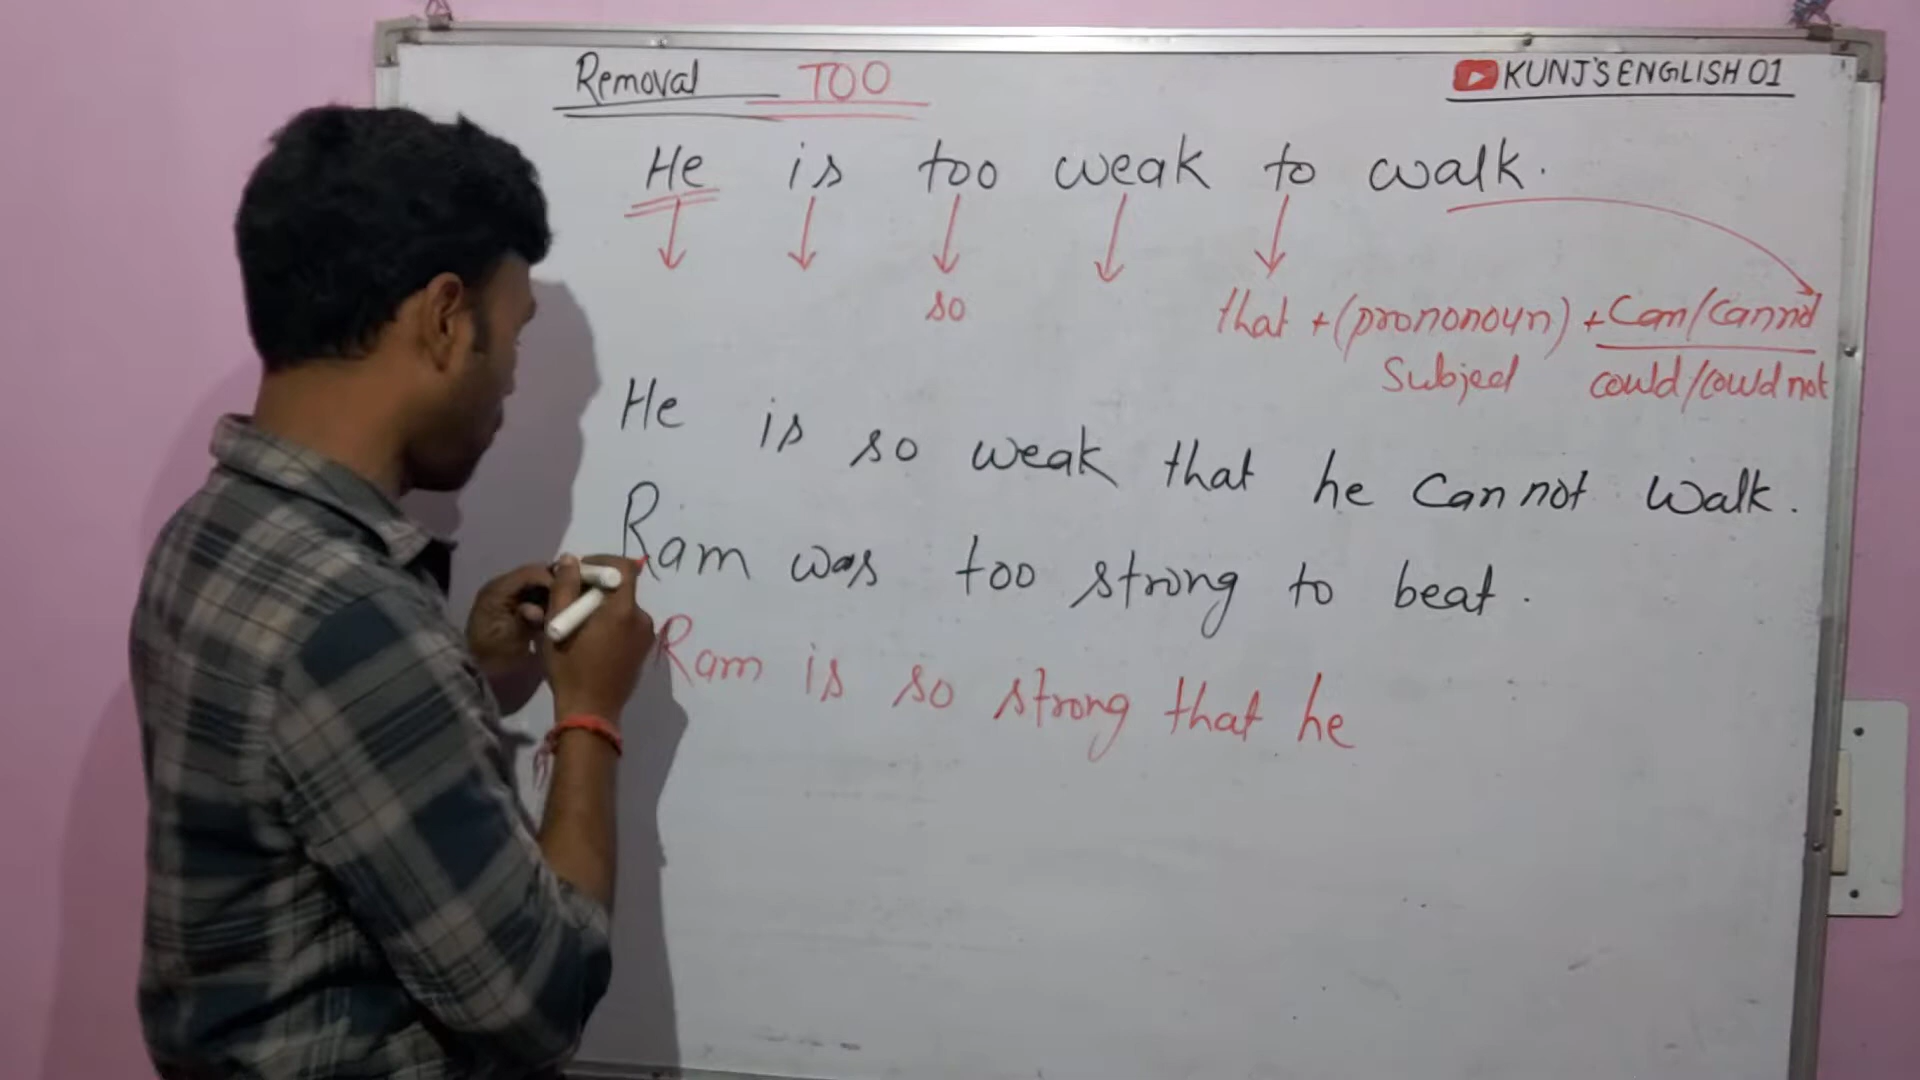 Removal TOO
KUNJ'S ENGLISH 01
He is too weak to walk.
so that + (prononoun) + Can/Cannot
Subject could/could not
He is so weak that he Can not walk.
Ram was too strong to beat.
Ram is so strong that he